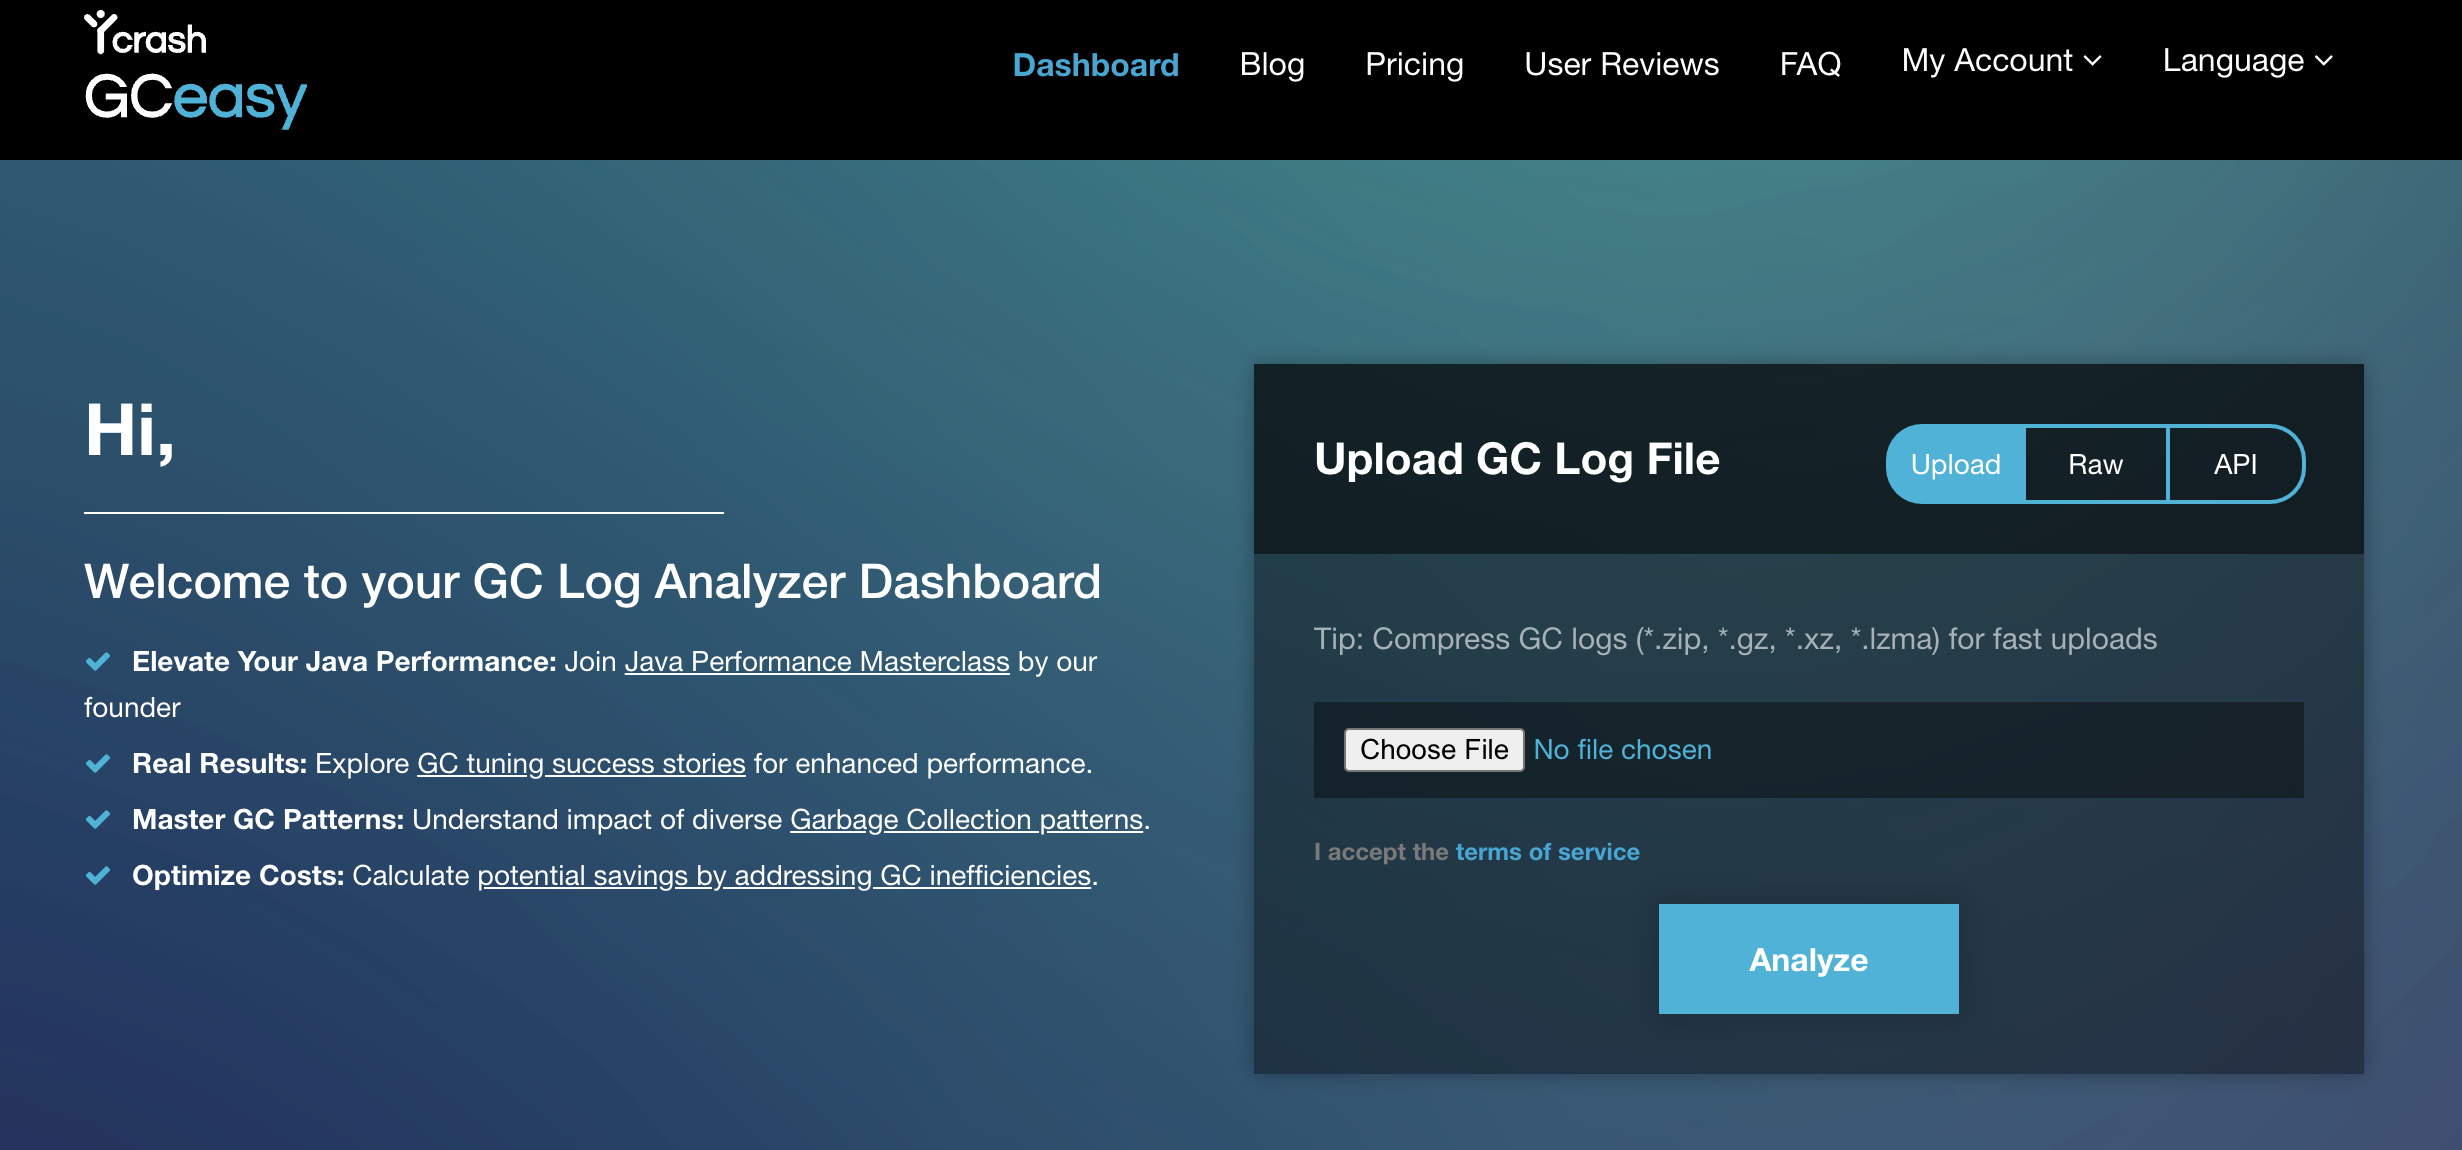 Ycrash
GCeasy
Dashboard Blog Pricing User Reviews FAQ My Account Language
Hi,
Welcome to your GC Log Analyzer Dashboard
Elevate Your Java Performance: Join Java Performance Masterclass by our
founder
Real Results: Explore GC tuning success stories for enhanced performance.
Master GC Patterns: Understand impact of diverse Garbage Collection patterns.
Optimize Costs: Calculate potential savings by addressing GC inefficiencies.
Upload GC Log File
Upload Raw API
Tip: Compress GC logs (*.zip, *.gz, *.xz, *.lzma) for fast uploads
Choose File No file chosen
I accept the terms of service
Analyze